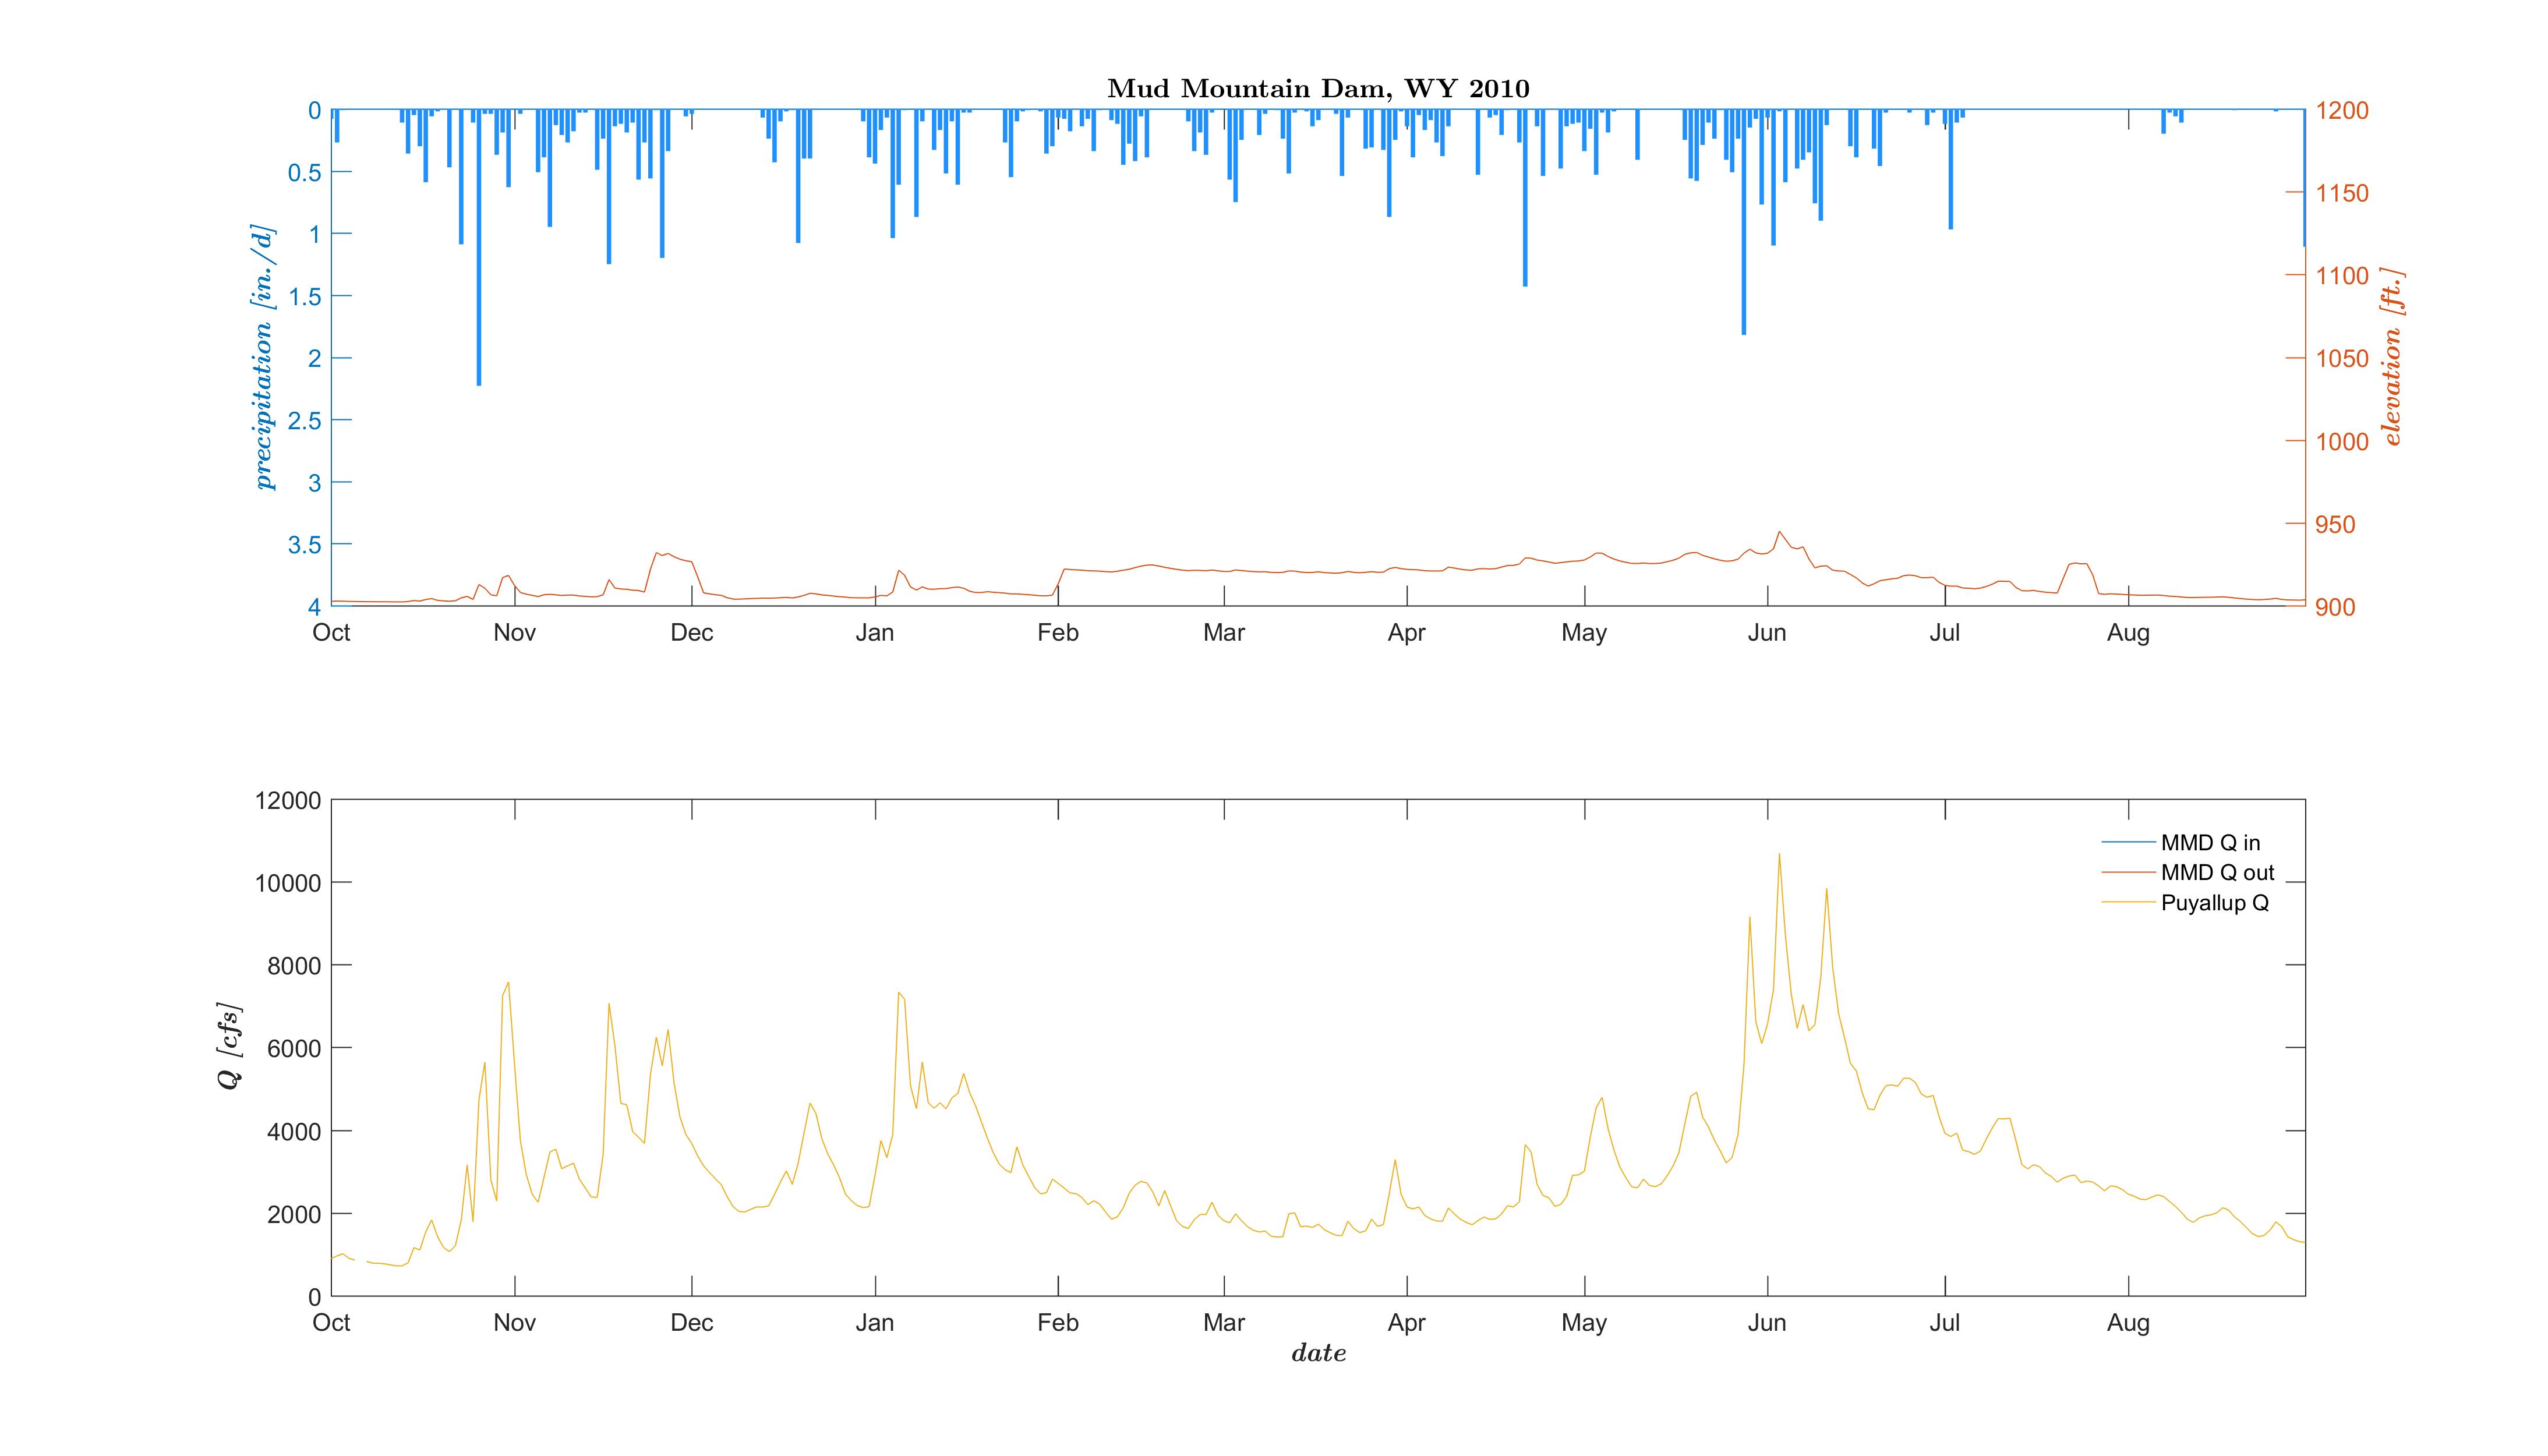 Mud Mountain Dam, WY 2010
precipitation [in./d]
0
0.5
1
1.5
2
2.5
3
3.5
4
1200
1150
1100
1050
1000
950
900
elevation [ft.]
Oct Nov Dec Jan Feb Mar Apr May Jun Jul Aug
Q [cfs]
12000
10000
8000
6000
4000
2000
0
MMD Q in
MMD Q out
Puyallup Q
Oct Nov Dec Jan Feb Mar Apr May Jun Jul Aug
date